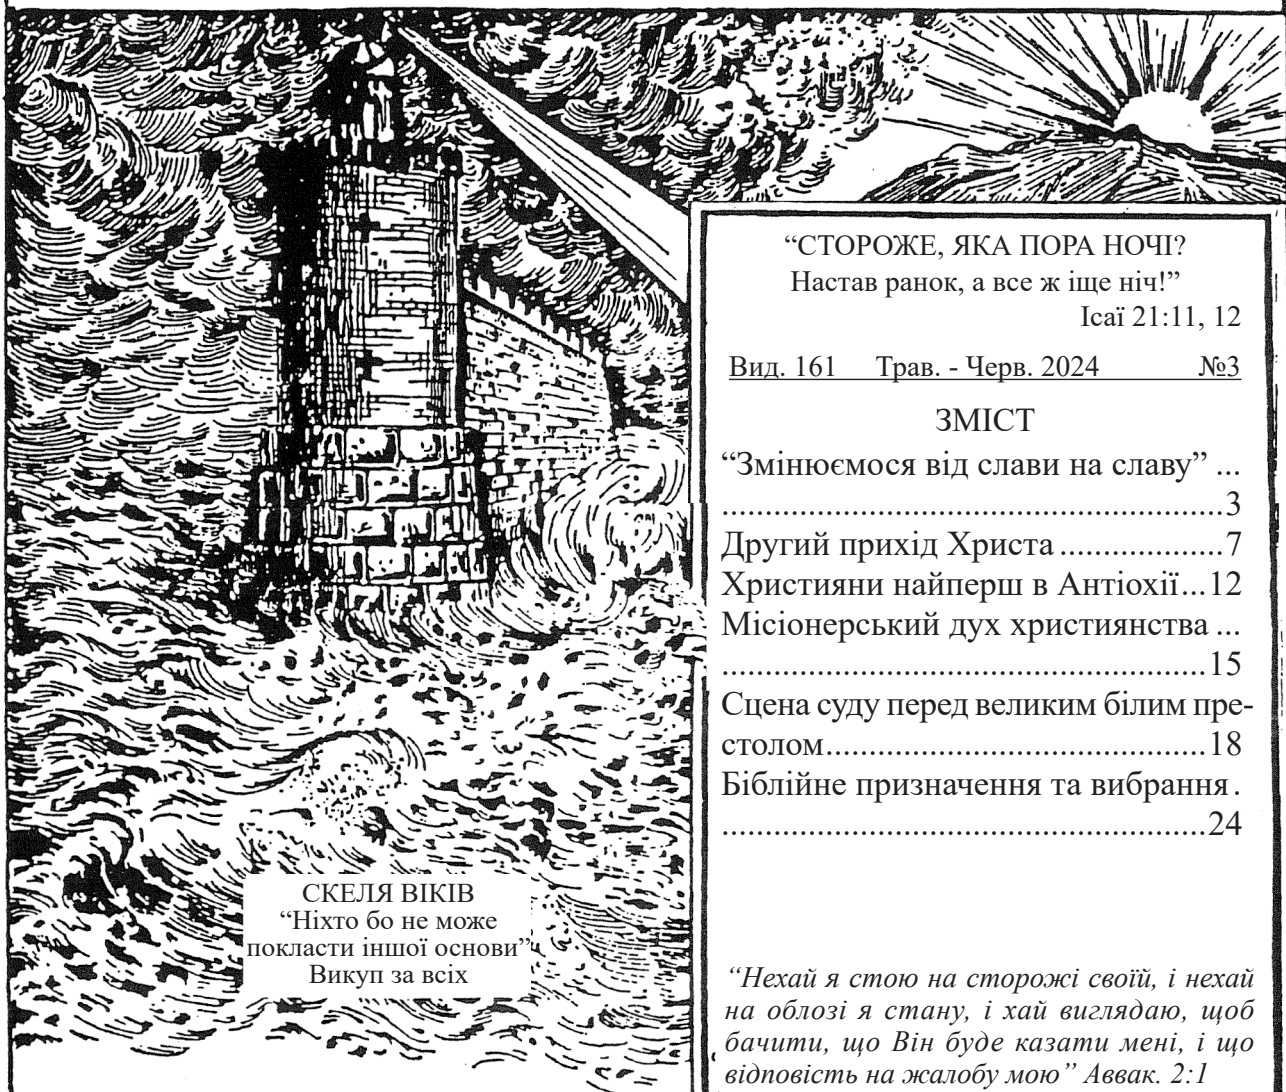 “СТОРОЖЕ, ЯКА ПОРА НОЧІ?
Настав ранок, а все ж іще ніч!”
Ісаї 21:11, 12
Вид. 161 Трав. - Черв. 2024 №3
ЗМІСТ
“Змінюємося від слави на славу” ...
..........................................................3
Другий прихід Христа...................7
Християни найперш в Антіохії...12
Місіонерський дух християнства ...
........................................................15
Сцена суду перед великим білим пре-
столом............................................18
Біблійне призначення та вибрання.
........................................................24
СКЕЛЯ ВІКІВ
“Ніхто бо не може
покласти іншої основи”
Викуп за всіх
“Нехай я стою на сторожі своїй, і нехай
на облозі я стану, і хай виглядаю, щоб
бачити, що Він буде казати мені, і що
відповість на жалобу мою” Аввак. 2:1